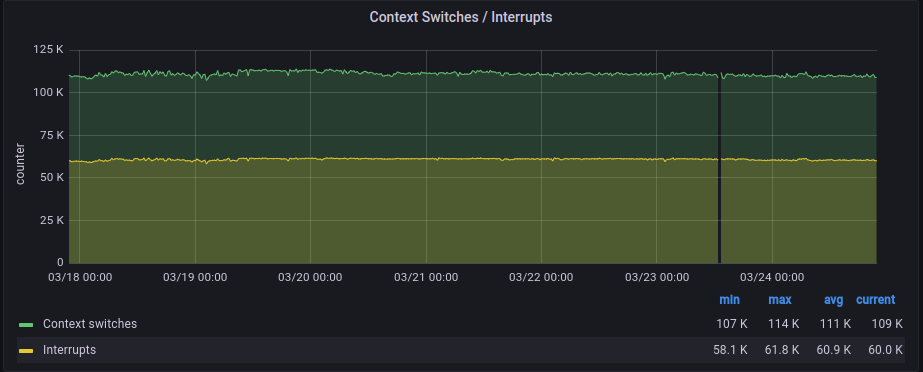 Context Switches / Interrupts
counter
125 K
100 K
75 K
50 K
25 K
0
03/18 00:00 03/19 00:00 03/20 00:00 03/21 00:00 03/22 00:00 03/23 00:00 03/24 00:00
min max avg current
Context switches 107 K 114 K 111 K 109 K
Interrupts 58.1 K 61.8 K 60.9 K 60.0 K